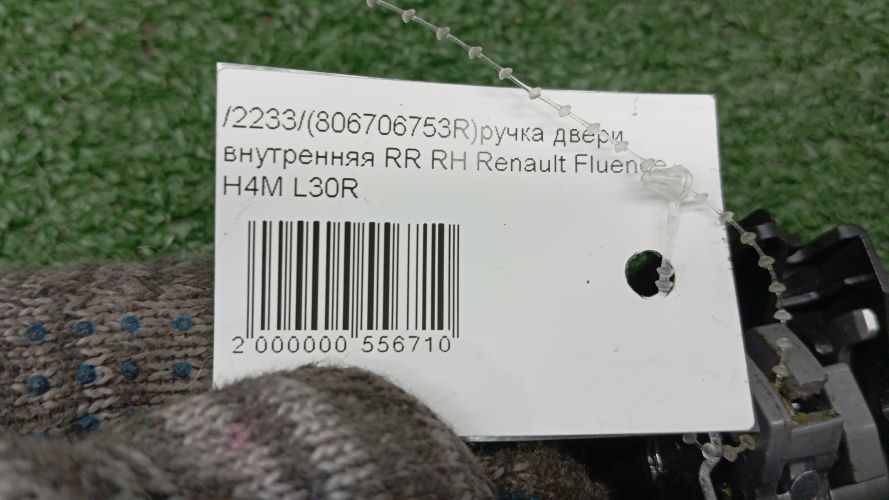 /2233/(806706753R)ручка двери
внутренняя RR RH Renault Fluence
H4M L30R
2 000000 556710